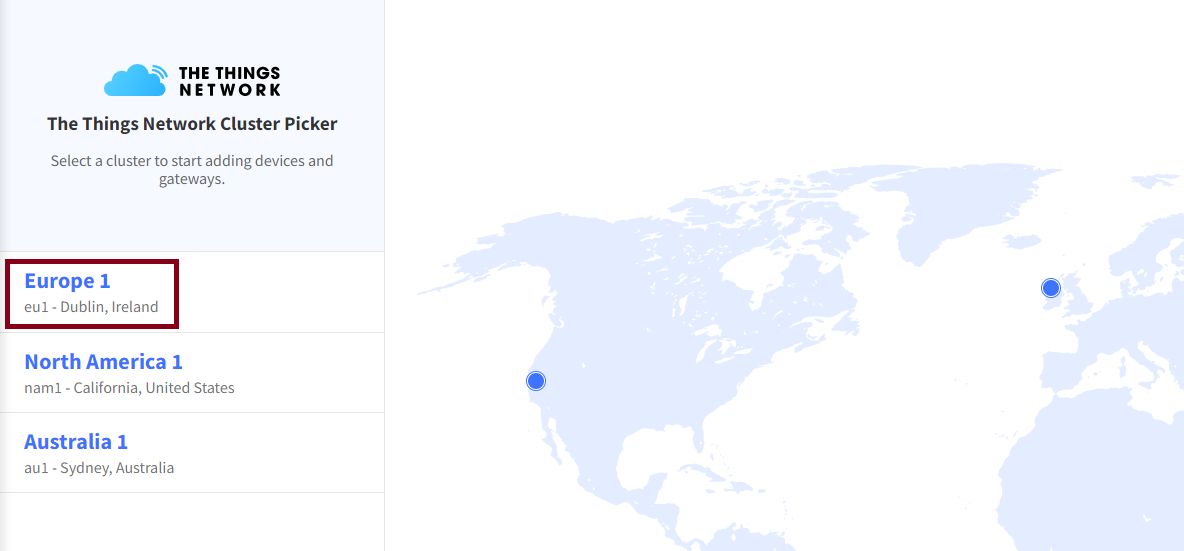 THE THINGS
NETWORK
The Things Network Cluster Picker
Select a cluster to start adding devices and
gateways.
Europe 1
eu1 - Dublin, Ireland
North America 1
nam1 - California, United States
Australia 1
au1 - Sydney, Australia